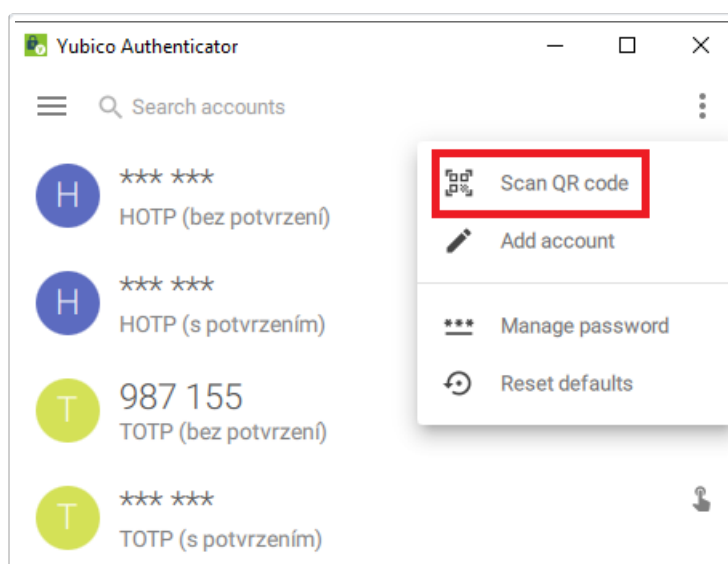 Yubico Authenticator
Search accounts
*** ***
HOTP (bez potvrzení)
*** ***
HOTP (s potvrzením)
987 155
TOTP (bez potvrzení)
*** ***
TOTP (s potvrzením)
H
H
T
T
Scan QR code
Add account
*** Manage password
Reset defaults